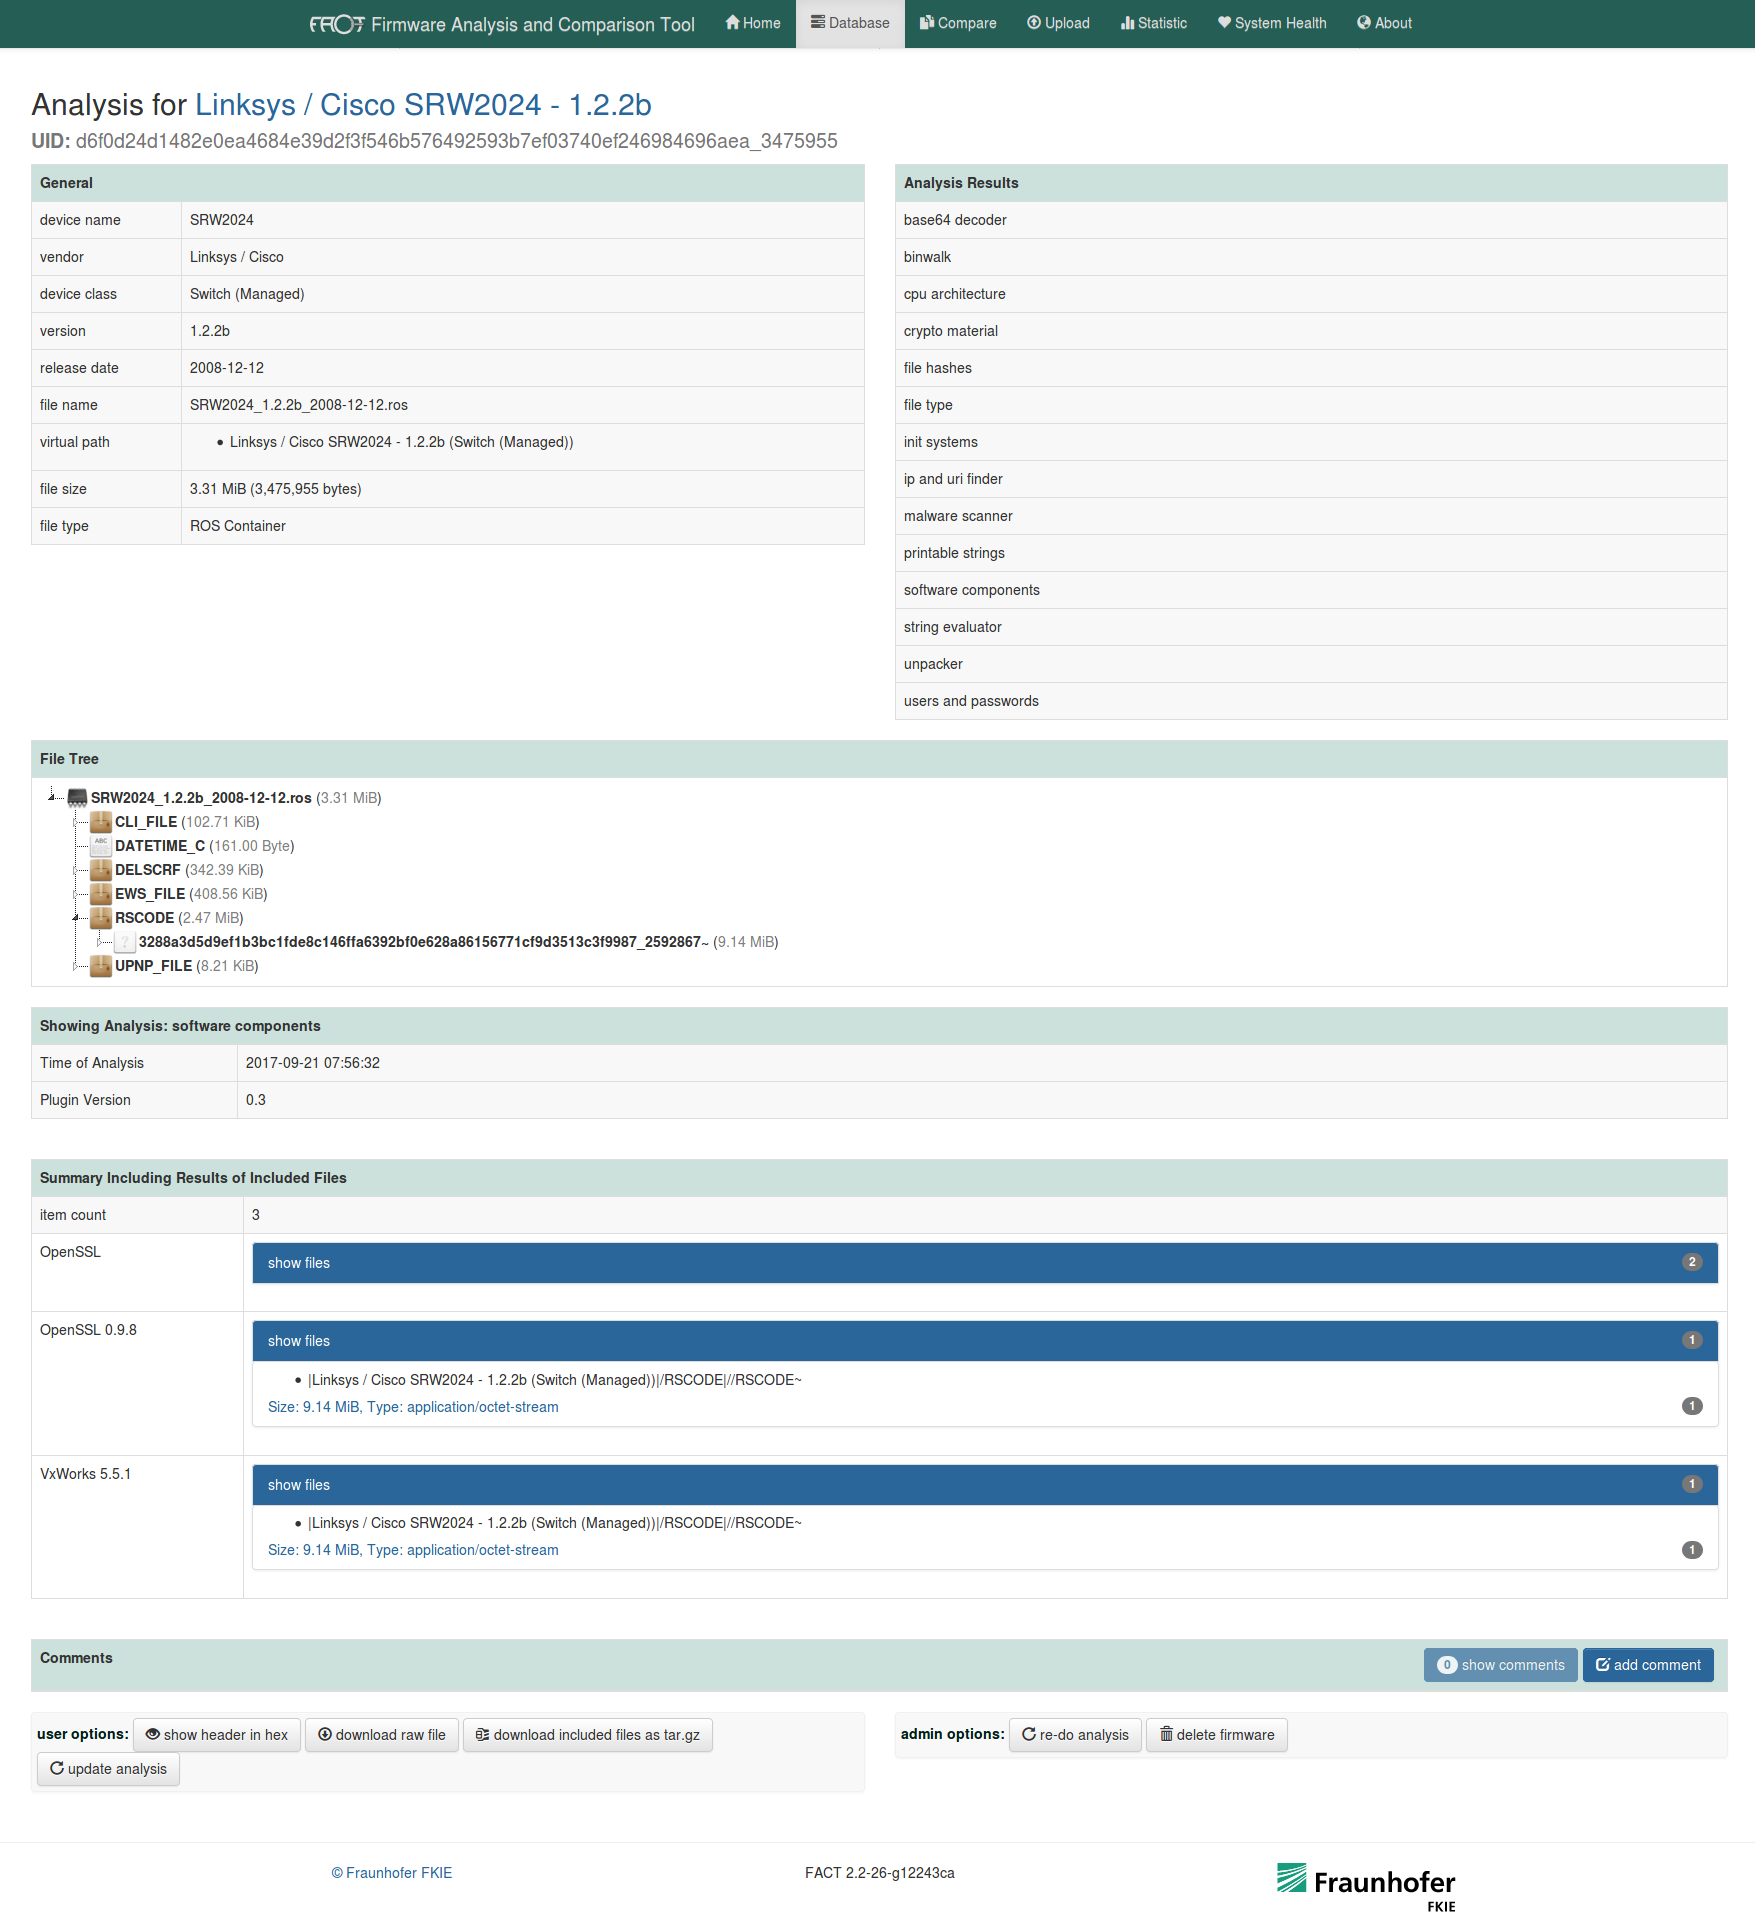 FACT Firmware Analysis and Comparison Tool Home Database Compare Upload Statistic System Health About
Analysis for Linksys / Cisco SRW2024 - 1.2.2b
UID: d6f0d24d1482e0ea4684e39d2f3f546b576492593b7ef03740ef246984696aea_3475955
General
device name SRW2024
vendor Linksys / Cisco
device class Switch (Managed)
version 1.2.2b
release date 2008-12-12
file name SRW2024_1.2.2b_2008-12-12.ros
virtual path • Linksys / Cisco SRW2024 - 1.2.2b (Switch (Managed))
file size 3.31 MiB (3,475,955 bytes)
file type ROS Container
Analysis Results
base64 decoder
binwalk
cpu architecture
crypto material
file hashes
file type
init systems
ip and uri finder
malware scanner
printable strings
software components
string evaluator
unpacker
users and passwords
File Tree
SRW2024_1.2.2b_2008-12-12.ros (3.31 MiB)
CLI_FILE (102.71 KiB)
ABC DATETIME_C (161.00 Byte)
DELSCRF (342.39 KiB)
EWS_FILE (408.56 KiB)
RSCODE (2.47 MiB)
? 3288a3d5d9ef1b3bc1fde8c146ffa6392bf0e628a86156771cf9d3513c3f9987_2592867~ (9.14 MiB)
UPNP_FILE (8.21 KiB)
Showing Analysis: software components
Time of Analysis 2017-09-21 07:56:32
Plugin Version 0.3
Summary Including Results of Included Files
item count 3
OpenSSL show files 2
OpenSSL 0.9.8 show files 1
• |Linksys / Cisco SRW2024 - 1.2.2b (Switch (Managed))|/RSCODE|//RSCODE~
Size: 9.14 MiB, Type: application/octet-stream 1
VxWorks 5.5.1 show files 1
• |Linksys / Cisco SRW2024 - 1.2.2b (Switch (Managed))|/RSCODE|//RSCODE~
Size: 9.14 MiB, Type: application/octet-stream 1
Comments 0 show comments add comment
user options: show header in hex download raw file download included files as tar.gz
update analysis
admin options: re-do analysis delete firmware
© Fraunhofer FKIE FACT 2.2-26-g12243ca Fraunhofer
FKIE